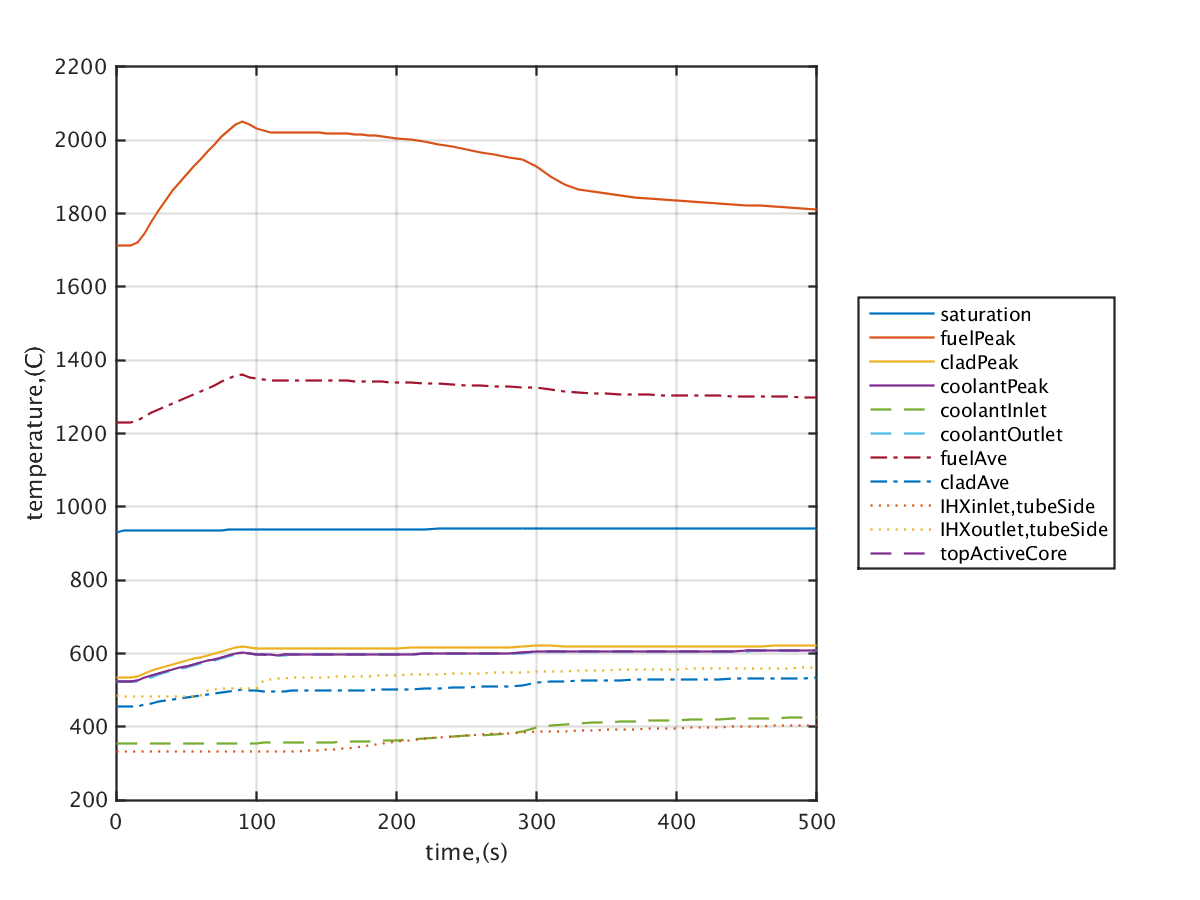 2200
2000
1800
1600
1400
1200
1000
800
600
400
200
temperature,(C)
0 100 200 300 400 500
time,(s)
saturation
fuelPeak
cladPeak
coolantPeak
coolantInlet
coolantOutlet
fuelAve
cladAve
IHXinlet,tubeSide
IHXoutlet,tubeSide
topActiveCore